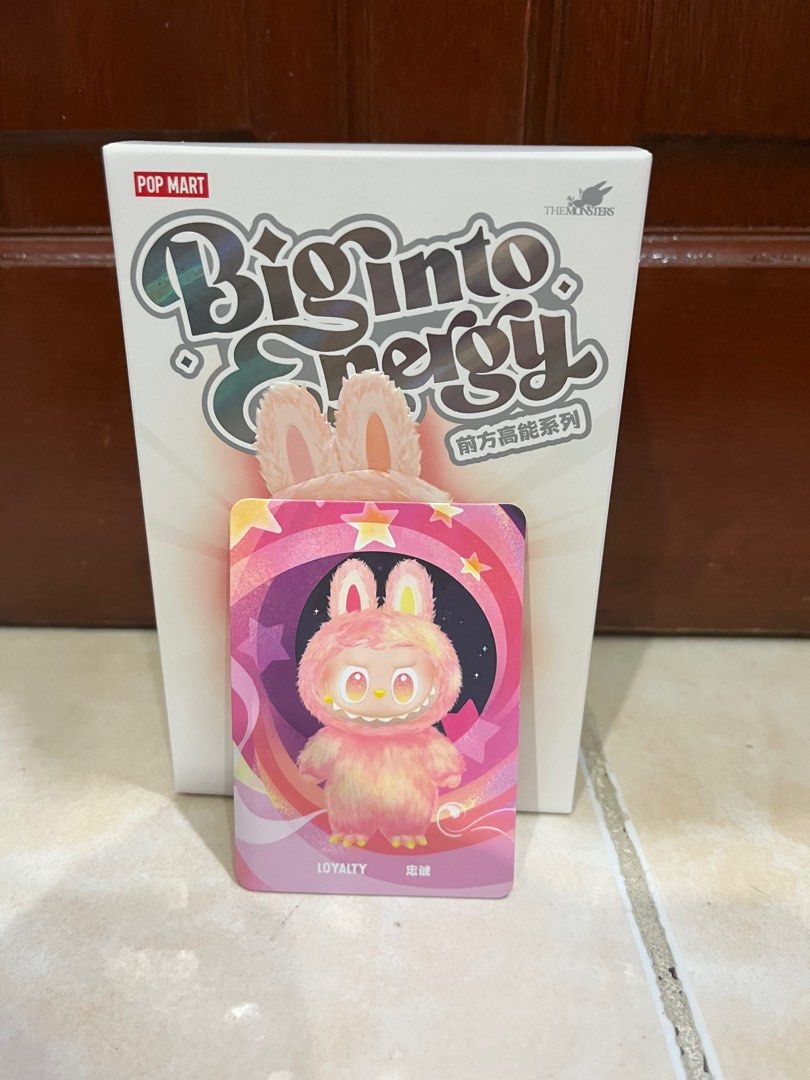 POP MART
THE MONSTERS
Big into
Energy
前方高能系列
LOYALTY 忠诚